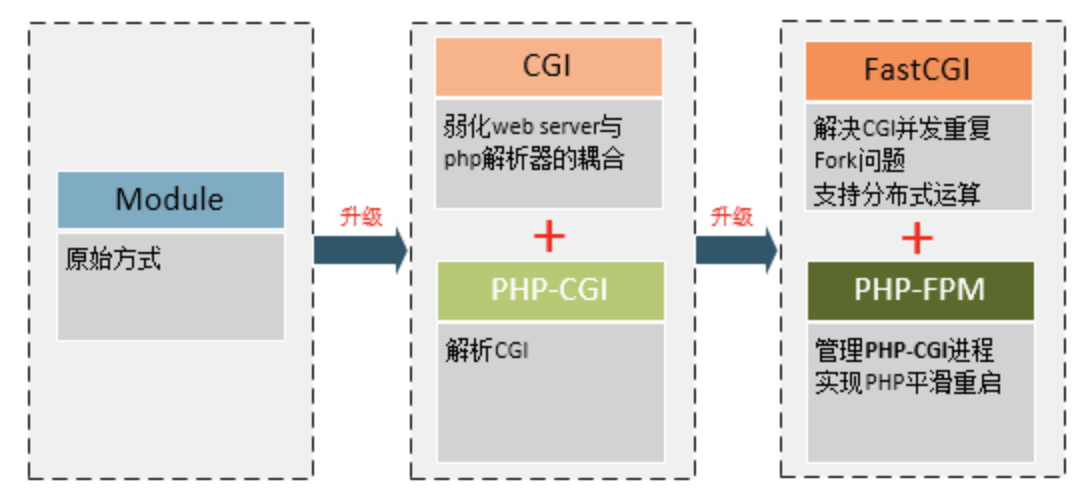 Module
原始方式
升级
CGI
弱化web server与
php解析器的耦合
+
PHP-CGI
解析CGI
升级
FastCGI
解决CGI并发重复
Fork问题
支持分布式运算
+
PHP-FPM
管理PHP-CGI进程
实现PHP平滑重启